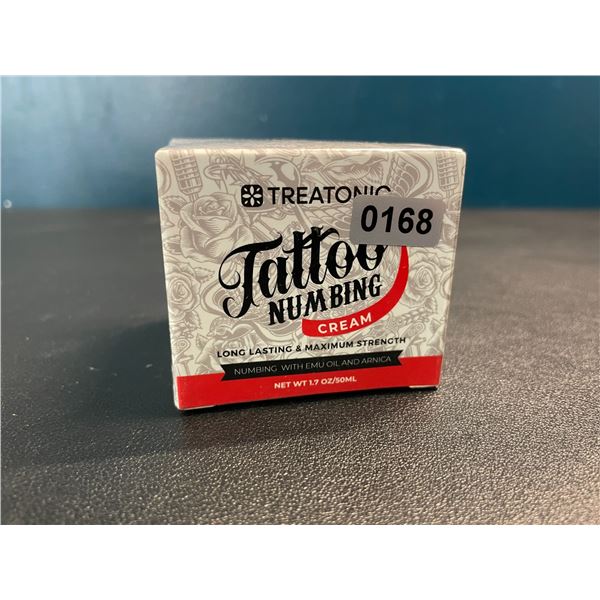 TREATONIC
0168
Tattoo
NUMBING
CREAM
LONG LASTING & MAXIMUM STRENGTH
NUMBING WITH EMU OIL AND ARNICA
NET WT 1.7 OZ/50ML